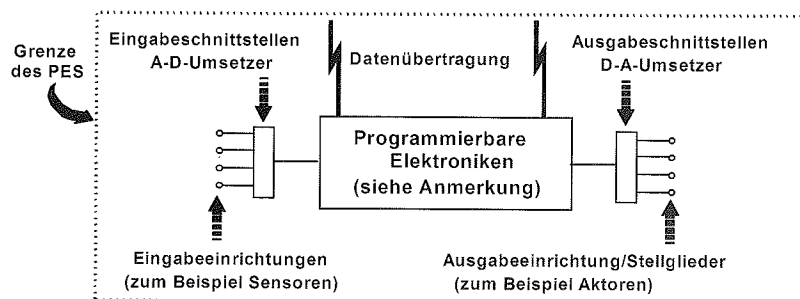 Grenze
des PES
Eingabeschnittstellen
A-D-Umsetzer
Datenübertragung
Ausgabeschnittstellen
D-A-Umsetzer
Programmierbare
Elektroniken
(siehe Anmerkung)
Eingabeeinrichtungen
(zum Beispiel Sensoren)
Ausgabeeinrichtung/Stellglieder
(zum Beispiel Aktoren)